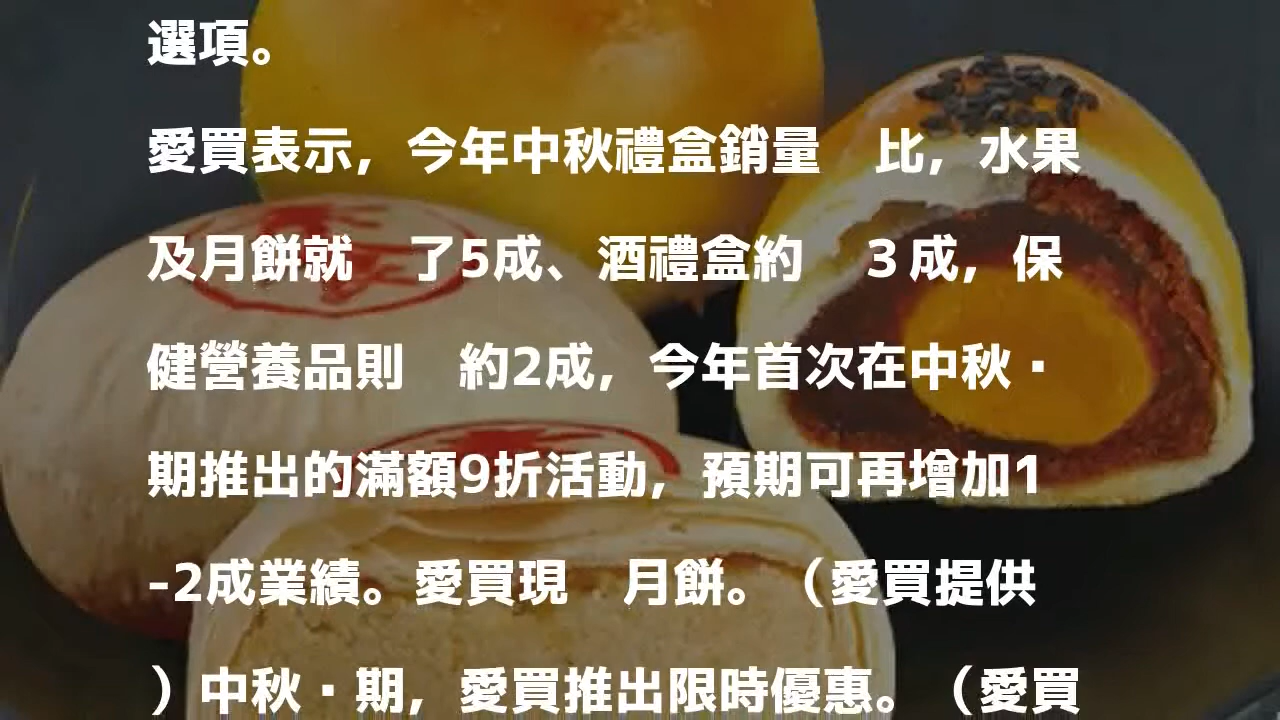 選項。
愛買表示，今年中秋禮盒銷量　比，水果
及月餅就　了5成、酒禮盒約　３成，保
健營養品則　約2成，今年首次在中秋·
期推出的滿額9折活動，預期可再增加1
-2成業績。愛買現　月餅。（愛買提供
）中秋·期，愛買推出限時優惠。（愛買